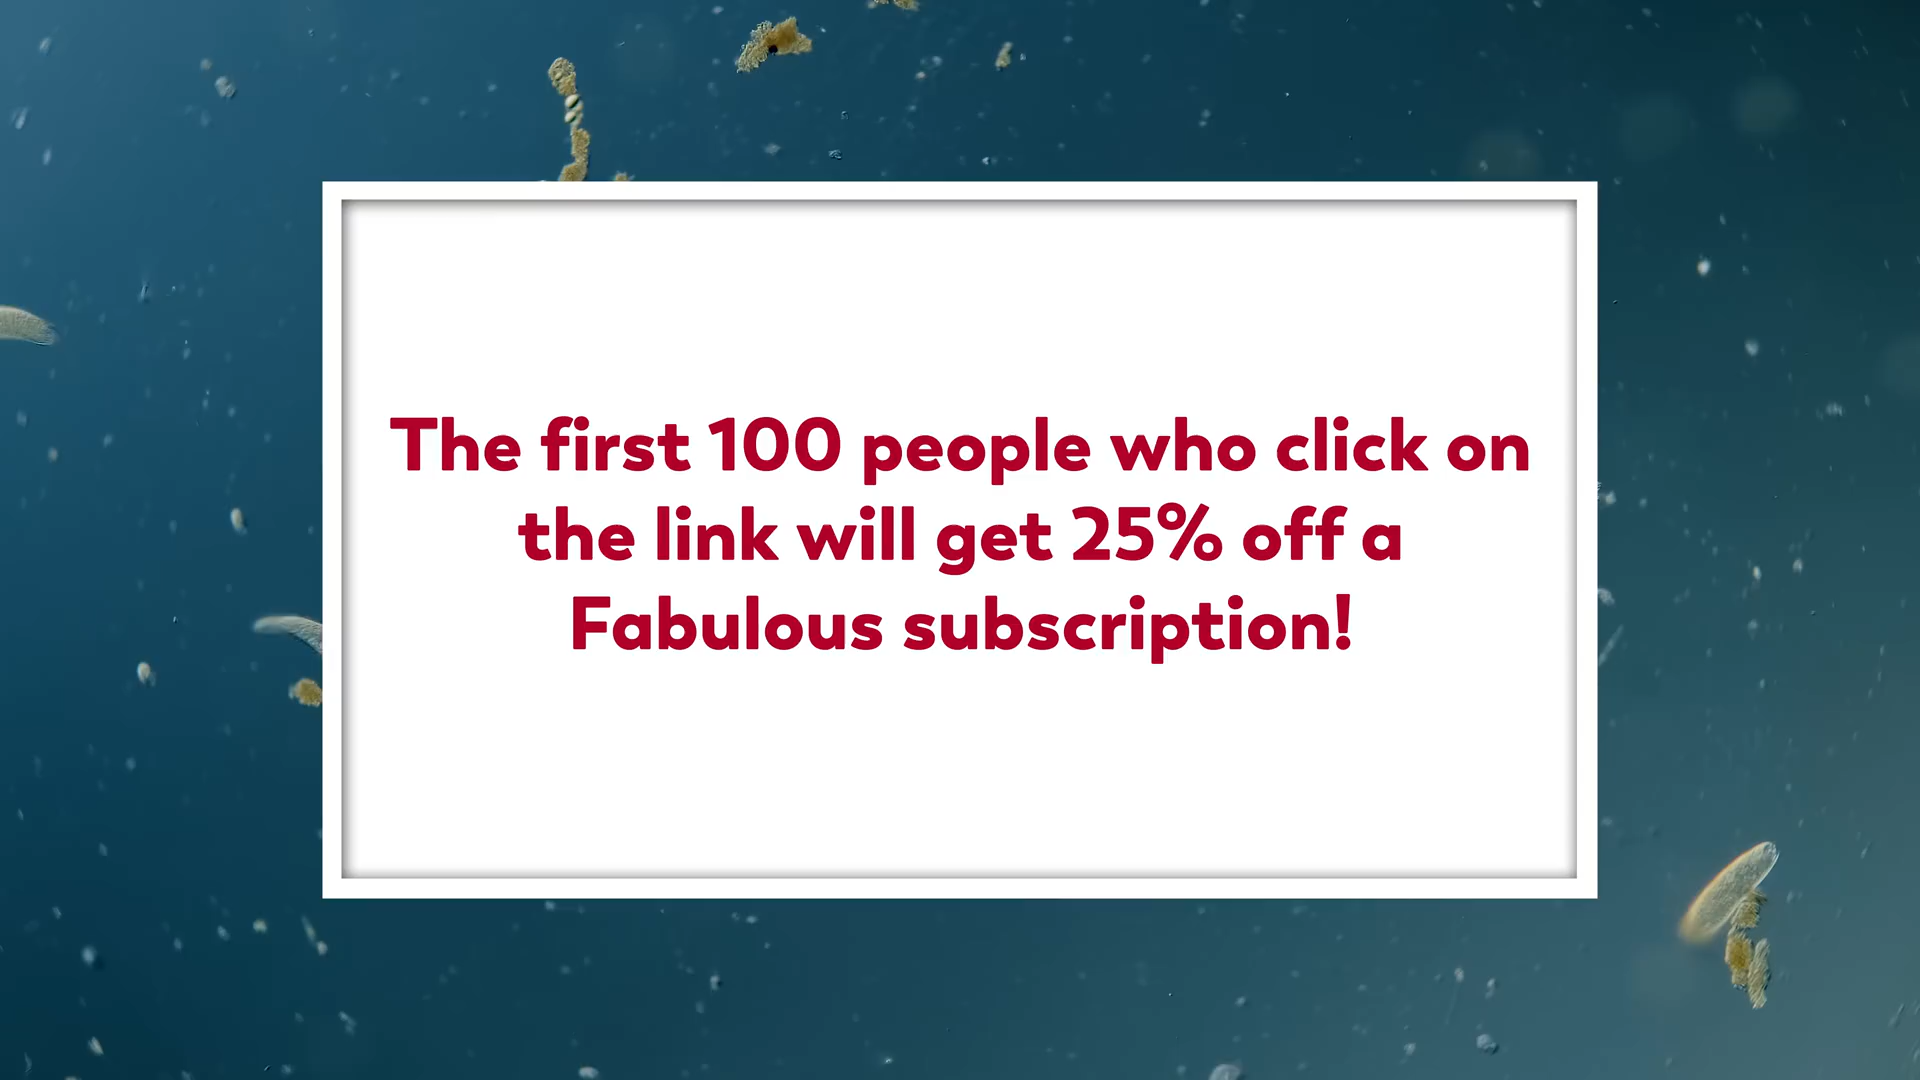 The first 100 people who click on
the link will get 25% off a
Fabulous subscription!